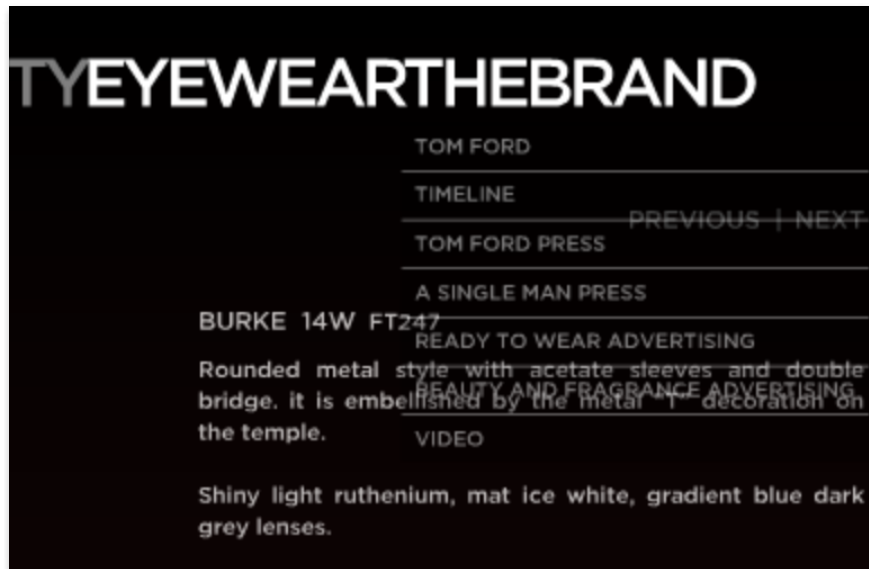 TYEYEWEARTHEBRAND
TOM FORD
TIMELINE
PREVIOUS | NEXT
TOM FORD PRESS
A SINGLE MAN PRESS
BURKE 14W FT247
READY TO WEAR ADVERTISING
Rounded metal style with acetate sleeves and double
BEAUTY AND FRAGRANCE ADVERTISING
bridge. it is embellished by the metal "T" decoration on
the temple.
VIDEO
Shiny light ruthenium, mat ice white, gradient blue dark
grey lenses.